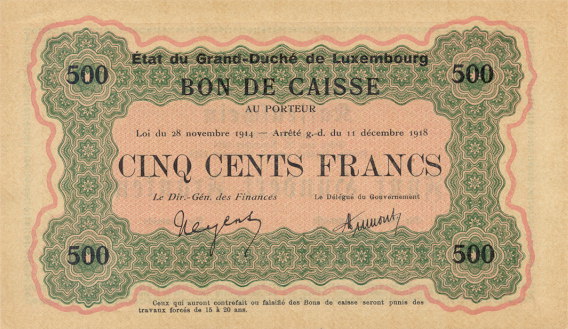 État du Grand-Duché de Luxembourg
500 500
BON DE CAISSE
AU PORTEUR
Loi du 28 novembre 1914 — Arrêté g.-d. du 11 décembre 1918
CINQ CENTS FRANCS
Le Dir.-Gén. des Finances Le Délégué du Gouvernement
500 500
Ceux qui auront contrefait ou falsifié des Bons de caisse seront punis des
travaux forcés de 15 à 20 ans.